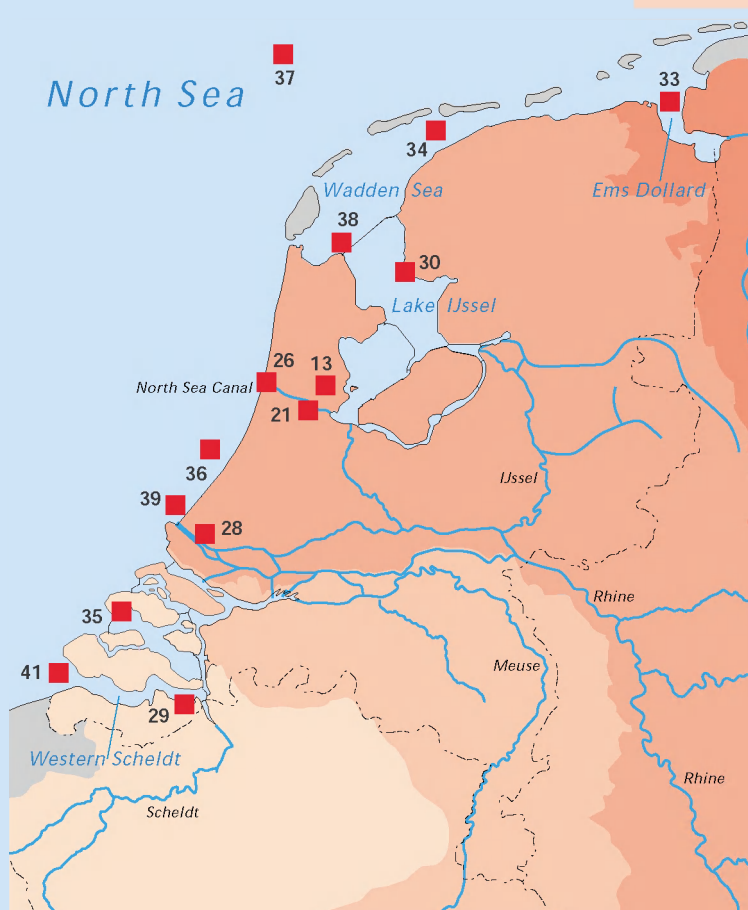 37
North Sea
33
34
Wadden Sea
Ems Dollard
38
30
Lake IJssel
26
13
North Sea Canal
21
36
IJssel
39
28
Rhine
35
Meuse
41
29
Western Scheldt
Rhine
Scheldt